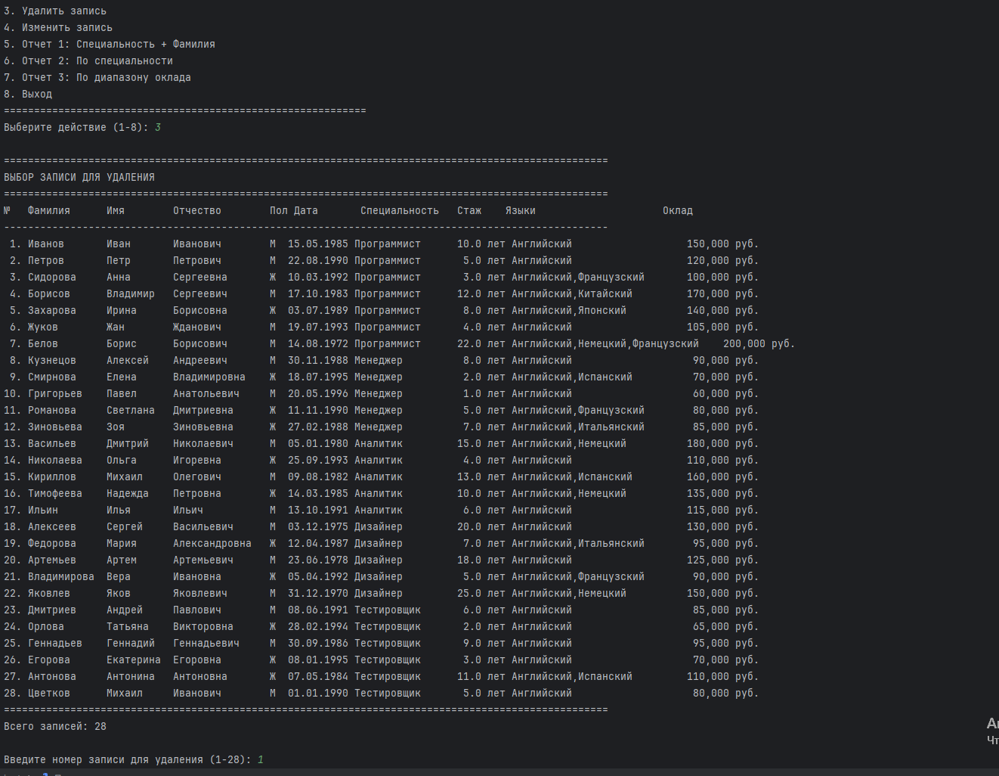 3. Удалить запись
4. Изменить запись
5. Отчет 1: Специальность + Фамилия
6. Отчет 2: По специальности
7. Отчет 3: По диапазону оклада
8. Выход
============================================================
Выберите действие (1-8): 3
====================================================================================================
ВЫБОР ЗАПИСИ ДЛЯ УДАЛЕНИЯ
====================================================================================================
№   Фамилия      Имя        Отчество        Пол Дата       Специальность   Стаж    Языки                     Оклад
----------------------------------------------------------------------------------------------------
 1. Иванов       Иван       Иванович        М  15.05.1985 Программист      10.0 лет Английский                   150,000 руб.
 2. Петров       Петр       Петрович        М  22.08.1990 Программист       5.0 лет Английский                   120,000 руб.
 3. Сидорова     Анна       Сергеевна       Ж  10.03.1992 Программист       3.0 лет Английский,Французский       100,000 руб.
 4. Борисов      Владимир   Сергеевич       М  17.10.1983 Программист      12.0 лет Английский,Китайский         170,000 руб.
 5. Захарова     Ирина      Борисовна       Ж  03.07.1989 Программист       8.0 лет Английский,Японский          140,000 руб.
 6. Жуков        Жан        Жданович        М  19.07.1993 Программист       4.0 лет Английский                   105,000 руб.
 7. Белов        Борис      Борисович       М  14.08.1972 Программист      22.0 лет Английский,Немецкий,Французский    200,000 руб.
 8. Кузнецов     Алексей    Андреевич       М  30.11.1988 Менеджер          8.0 лет Английский                    90,000 руб.
 9. Смирнова     Елена      Владимировна    Ж  18.07.1995 Менеджер          2.0 лет Английский,Испанский          70,000 руб.
10. Григорьев    Павел      Анатольевич     М  20.05.1996 Менеджер          1.0 лет Английский                    60,000 руб.
11. Романова     Светлана   Дмитриевна      Ж  11.11.1990 Менеджер          5.0 лет Английский,Французский        80,000 руб.
12. Зиновьева    Зоя        Зиновьевна      Ж  27.02.1988 Менеджер          7.0 лет Английский,Итальянский        85,000 руб.
13. Васильев     Дмитрий    Николаевич      М  05.01.1980 Аналитик         15.0 лет Английский,Немецкий          180,000 руб.
14. Николаева    Ольга      Игоревна        Ж  25.09.1993 Аналитик          4.0 лет Английский                   110,000 руб.
15. Кириллов     Михаил     Олегович        М  09.08.1982 Аналитик         13.0 лет Английский,Испанский         160,000 руб.
16. Тимофеева    Надежда    Петровна        Ж  14.03.1985 Аналитик         10.0 лет Английский,Немецкий          135,000 руб.
17. Ильин        Илья       Ильич           М  13.10.1991 Аналитик          6.0 лет Английский                   115,000 руб.
18. Алексеев     Сергей     Васильевич      М  03.12.1975 Дизайнер         20.0 лет Английский                   130,000 руб.
19. Федорова     Мария      Александровна   Ж  12.04.1987 Дизайнер          7.0 лет Английский,Итальянский        95,000 руб.
20. Артемьев     Артем      Артемьевич      М  23.06.1978 Дизайнер         18.0 лет Английский                   125,000 руб.
21. Владимирова  Вера       Ивановна        Ж  05.04.1992 Дизайнер          5.0 лет Английский,Французский        90,000 руб.
22. Яковлев      Яков       Яковлевич       М  31.12.1970 Дизайнер         25.0 лет Английский,Немецкий          150,000 руб.
23. Дмитриев     Андрей     Павлович        М  08.06.1991 Тестировщик       6.0 лет Английский                    85,000 руб.
24. Орлова       Татьяна    Викторовна      Ж  28.02.1994 Тестировщик       2.0 лет Английский                    65,000 руб.
25. Геннадьев    Геннадий   Геннадьевич     М  30.09.1986 Тестировщик       9.0 лет Английский                    95,000 руб.
26. Егорова      Екатерина  Егоровна        Ж  08.01.1995 Тестировщик       3.0 лет Английский                    70,000 руб.
27. Антонова     Антонина   Антоновна       Ж  07.05.1984 Тестировщик      11.0 лет Английский,Испанский         110,000 руб.
28. Цветков      Михаил     Иванович        М  01.01.1990 Тестировщик       5.0 лет Английский                    80,000 руб.
====================================================================================================
Всего записей: 28
Введите номер записи для удаления (1-28): 1